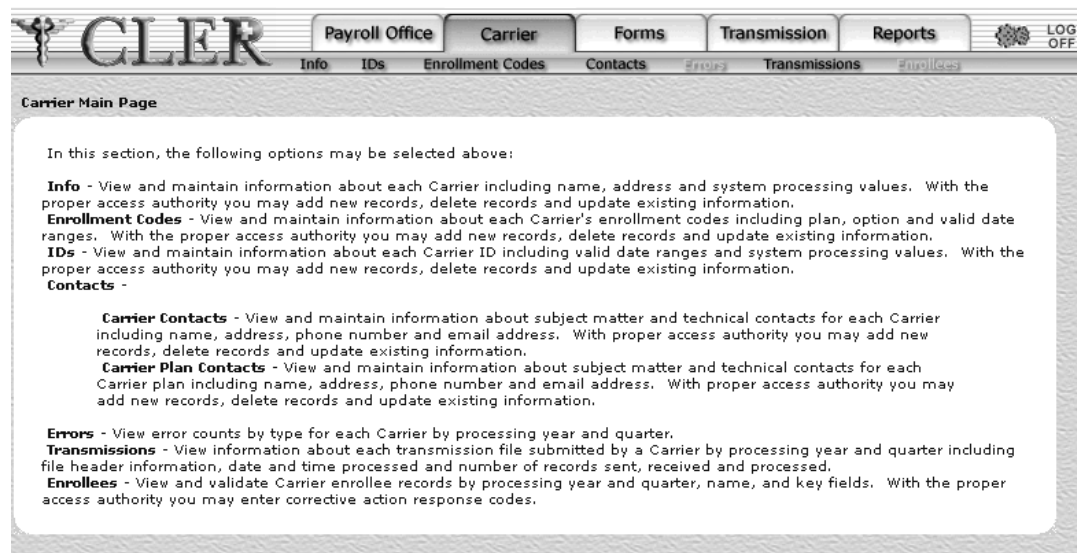 CLER
Payroll Office Carrier Forms Transmission Reports LOG
OFF
Info IDs Enrollment Codes Contacts Errors Transmissions Enrollees
Carrier Main Page
In this section, the following options may be selected above:
Info - View and maintain information about each Carrier including name, address and system processing values. With the
proper access authority you may add new records, delete records and update existing information.
Enrollment Codes - View and maintain information about each Carrier's enrollment codes including plan, option and valid date
ranges. With the proper access authority you may add new records, delete records and update existing information.
IDs - View and maintain information about each Carrier ID including valid date ranges and system processing values. With the
proper access authority you may add new records, delete records and update existing information.
Contacts -
Carrier Contacts - View and maintain information about subject matter and technical contacts for each Carrier
including name, address, phone number and email address. With proper access authority you may add new
records, delete records and update existing information.
Carrier Plan Contacts - View and maintain information about subject matter and technical contacts for each
Carrier plan including name, address, phone number and email address. With proper access authority you may
add new records, delete records and update existing information.
Errors - View error counts by type for each Carrier by processing year and quarter.
Transmissions - View information about each transmission file submitted by a Carrier by processing year and quarter including
file header information, date and time processed and number of records sent, received and processed.
Enrollees - View and validate Carrier enrollee records by processing year and quarter, name, and key fields. With the proper
access authority you may enter corrective action response codes.